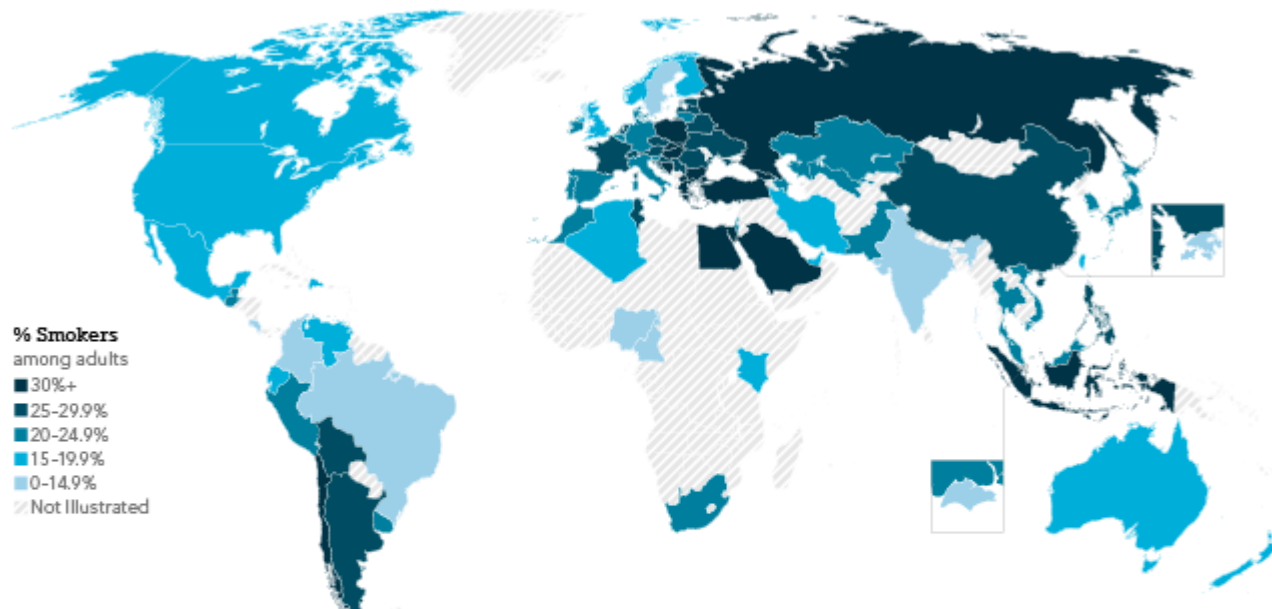 % Smokers
among adults
30%+
25-29.9%
20-24.9%
15-19.9%
0-14.9%
Not Illustrated